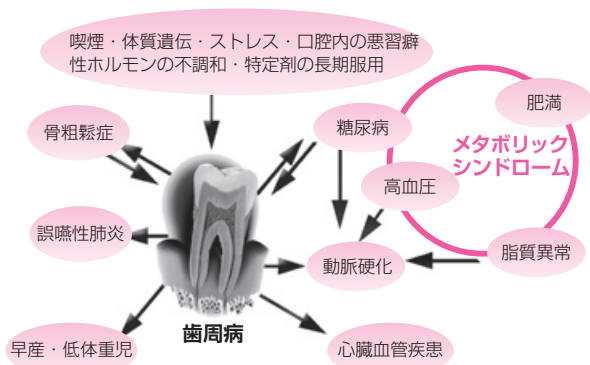 喫煙・体質遺伝・ストレス・口腔内の悪習癖
性ホルモンの不調和・特定剤の長期服用
肥満
骨粗鬆症
糖尿病
メタボリック
シンドローム
高血圧
誤嚥性肺炎
脂質異常
動脈硬化
歯周病
早産・低体重児
心臓血管疾患